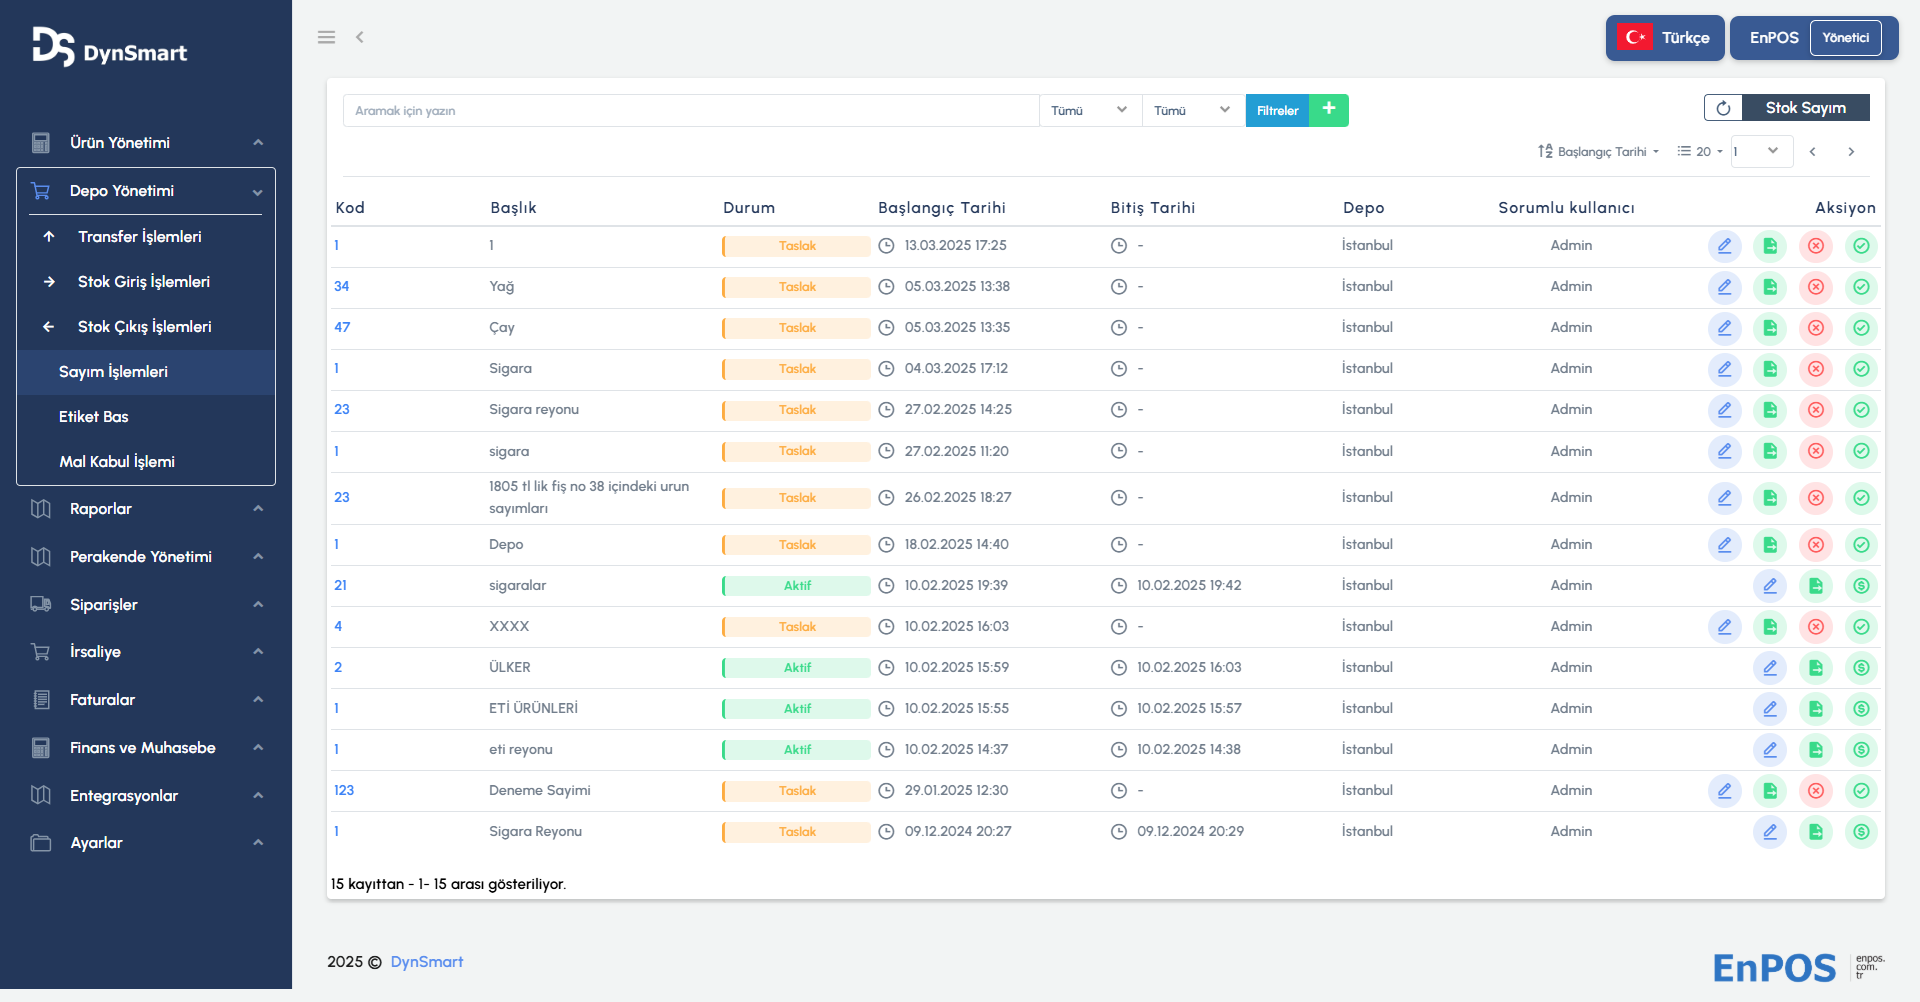 DynSmart
Türkçe
EnPOS Yönetici
Ürün Yönetimi
Depo Yönetimi
Transfer İşlemleri
Stok Giriş İşlemleri
Stok Çıkış İşlemleri
Sayım İşlemleri
Etiket Bas
Mal Kabul İşlemi
Raporlar
Perakende Yönetimi
Siparişler
İrsaliye
Faturalar
Finans ve Muhasebe
Entegrasyonlar
Ayarlar
Aramak için yazın Tümü Tümü Filtreler + Stok Sayım
Başlangıç Tarihi 20 1
Kod Başlık Durum Başlangıç Tarihi Bitiş Tarihi Depo Sorumlu kullanıcı Aksiyon
1 1 Taslak 13.03.2025 17:25 - İstanbul Admin
34 Yağ Taslak 05.03.2025 13:38 - İstanbul Admin
47 Çay Taslak 05.03.2025 13:35 - İstanbul Admin
1 Sigara Taslak 04.03.2025 17:12 - İstanbul Admin
23 Sigara reyonu Taslak 27.02.2025 14:25 - İstanbul Admin
1 sigara Taslak 27.02.2025 11:20 - İstanbul Admin
23 1805 tl lik fiş no 38 içindeki urun
sayımları Taslak 26.02.2025 18:27 - İstanbul Admin
1 Depo Taslak 18.02.2025 14:40 - İstanbul Admin
21 sigaralar Aktif 10.02.2025 19:39 10.02.2025 19:42 İstanbul Admin
4 XXXX Taslak 10.02.2025 16:03 - İstanbul Admin
2 ÜLKER Aktif 10.02.2025 15:59 10.02.2025 16:03 İstanbul Admin
1 ETİ ÜRÜNLERİ Aktif 10.02.2025 15:55 10.02.2025 15:57 İstanbul Admin
1 eti reyonu Aktif 10.02.2025 14:37 10.02.2025 14:38 İstanbul Admin
123 Deneme Sayimi Taslak 29.01.2025 12:30 - İstanbul Admin
1 Sigara Reyonu Taslak 09.12.2024 20:27 09.12.2024 20:29 İstanbul Admin
15 kayıttan - 1- 15 arası gösteriliyor.
2025 © DynSmart
EnPOS
enpos.
com.
tr